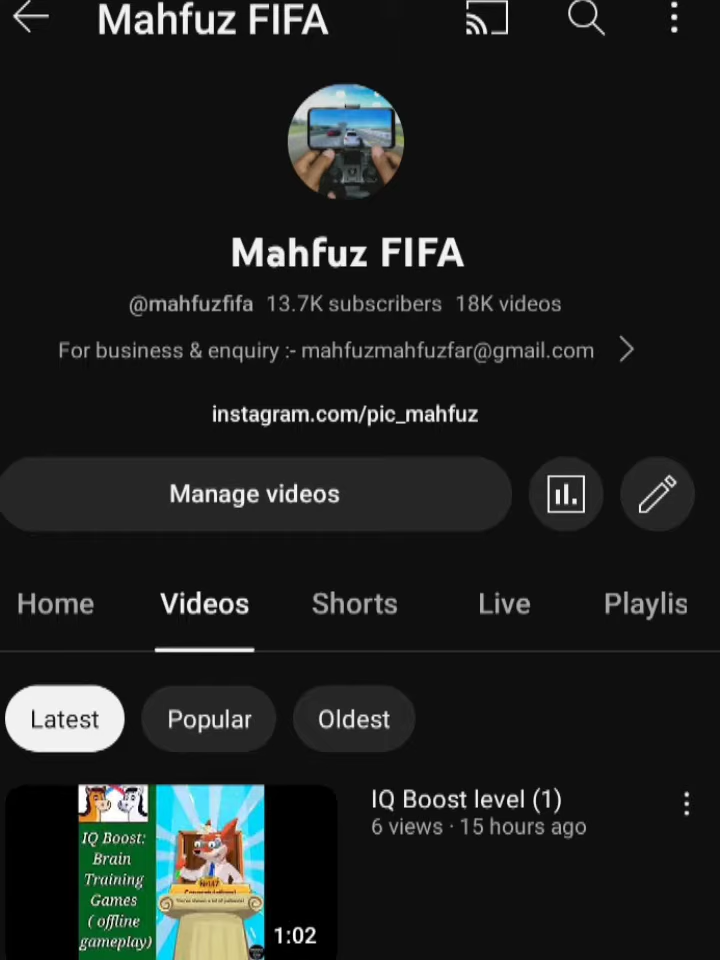 Mahfuz FIFA
Mahfuz FIFA
@mahfuzfifa 13.7K subscribers 18K videos
For business & enquiry :- mahfuzmahfuzfar@gmail.com
instagram.com/pic_mahfuz
Manage videos
Home Videos Shorts Live Playlis
Latest Popular Oldest
IQ Boost level (1)
6 views · 15 hours ago
IQ Boost:
Brain
Training
Games
( offline
gameplay)
1:02